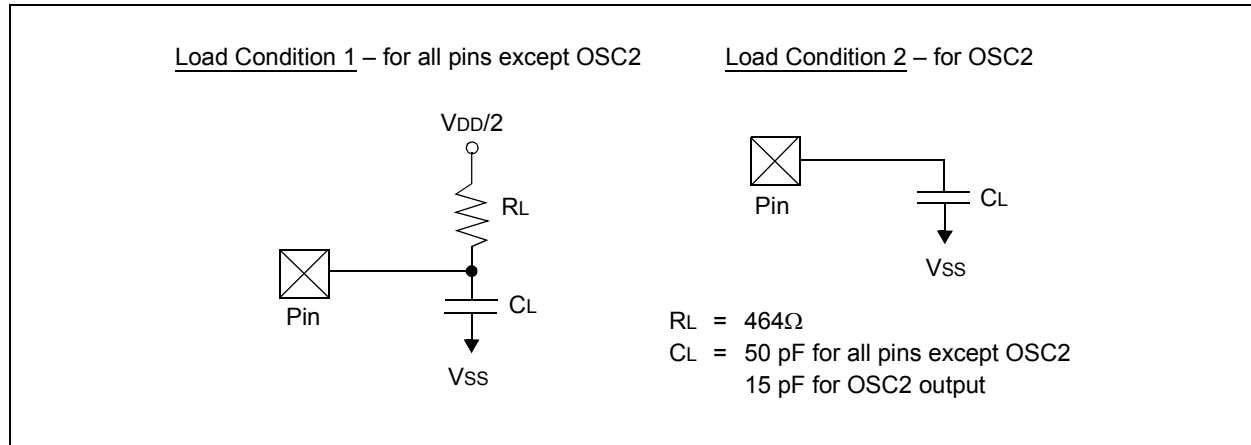 Load Condition 1 – for all pins except OSC2
VDD/2
RL
Pin
CL
VSS
Load Condition 2 – for OSC2
Pin
CL
VSS
RL = 464Ω
CL = 50 pF for all pins except OSC2
15 pF for OSC2 output